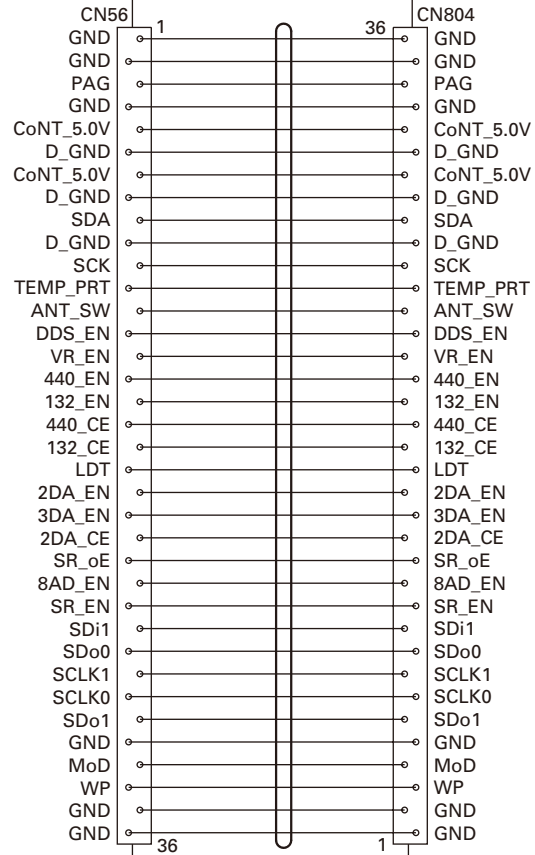 CN56 CN804
1 36
GND GND
GND GND
PAG PAG
GND GND
CoNT_5.0V CoNT_5.0V
D_GND D_GND
CoNT_5.0V CoNT_5.0V
D_GND D_GND
SDA SDA
D_GND D_GND
SCK SCK
TEMP_PRT TEMP_PRT
ANT_SW ANT_SW
DDS_EN DDS_EN
VR_EN VR_EN
440_EN 440_EN
132_EN 132_EN
440_CE 440_CE
132_CE 132_CE
LDT LDT
2DA_EN 2DA_EN
3DA_EN 3DA_EN
2DA_CE 2DA_CE
SR_oE SR_oE
8AD_EN 8AD_EN
SR_EN SR_EN
SDi1 SDi1
SDo0 SDo0
SCLK1 SCLK1
SCLK0 SCLK0
SDo1 SDo1
GND GND
MoD MoD
WP WP
GND GND
GND GND
36 1